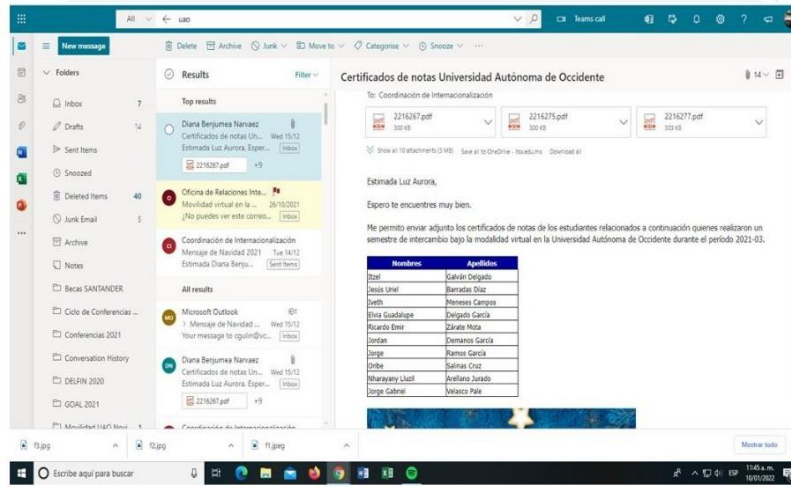 All
uao
Teams call
New message
Delete
Archive
Junk
Move to
Categorise
Snooze
Folders
Inbox 7
Drafts 14
Sent Items
Snoozed
Deleted Items 40
Junk Email 5
Archive
Notes
Becas SANTANDER
Ciclo de Conferencias ...
Conferencias 2021
Conversation History
DELFIN 2020
GOAL 2021
Movilidad UAO Novi... 1
Results
Filter
Top results
Diana Benjumea Narvaez
Certificados de notas Un... Wed 15/12
Estimada Luz Aurora, Esper... Inbox
2216267.pdf +9
Oficina de Relaciones Inte...
Movilidad virtual en la ... 26/10/2021
¿No puedes ver este correo... Inbox
Coordinación de Internacionalización
Mensaje de Navidad 2021 Tue 14/12
Estimada Diana Benju... Sent Items
All results
MO
Microsoft Outlook
> Mensaje de Navidad ... Wed 15/12
Your message to cgulin@vc... Inbox
DN
Diana Benjumea Narvaez
Certificados de notas Un... Wed 15/12
Estimada Luz Aurora, Esper... Inbox
2216267.pdf +9
Coordinación de Internacionalización
Certificados de notas Universidad Autónoma de Occidente
14
To: Coordinación de Internacionalización
2216267.pdf
300 KB
2216275.pdf
300 KB
2216277.pdf
303 KB
Show all 10 attachments (3 MB) Save all to OneDrive - Download all
Estimada Luz Aurora,
Espero te encuentres muy bien.
Me permito enviar adjunto los certificados de notas de los estudiantes relacionados a continuación quienes realizaron un
semestre de intercambio bajo la modalidad virtual en la Universidad Autónoma de Occidente durante el período 2021-03.
Nombres Apellidos
Itzel Galván Delgado
Jesús Uriel Barradas Díaz
Iveth Meneses Campos
Elvia Guadalupe Delgado García
Ricardo Emir Zárate Mota
Jordan Demanos García
Jorge Ramos García
Oribe Salinas Cruz
Nharayany Lluzil Arellano Jurado
Jorge Gabriel Velasco Pale
f3.jpg
f2.jpg
f1.jpeg
Mostrar todo
Escribe aquí para buscar
ESP
11:45 a. m.
10/01/2022